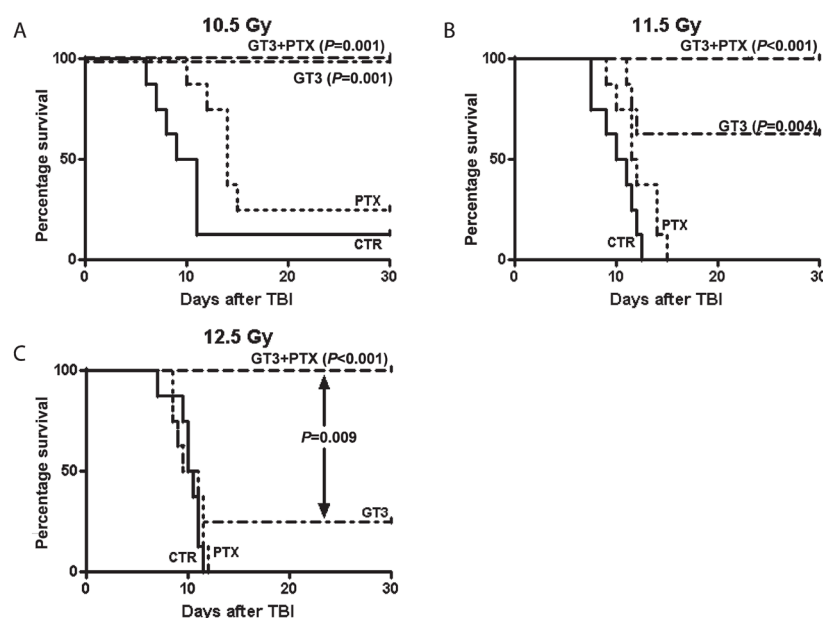 A
10.5 Gy
GT3+PTX (P=0.001)
GT3 (P=0.001)
PTX
CTR
Percentage survival
100
50
0
0 10 20 30
Days after TBI
B
11.5 Gy
GT3+PTX (P<0.001)
GT3 (P=0.004)
CTR
PTX
Percentage survival
100
50
0
0 10 20 30
Days after TBI
C
12.5 Gy
GT3+PTX (P<0.001)
P=0.009
GT3
CTR
PTX
Percentage survival
100
50
0
0 10 20 30
Days after TBI